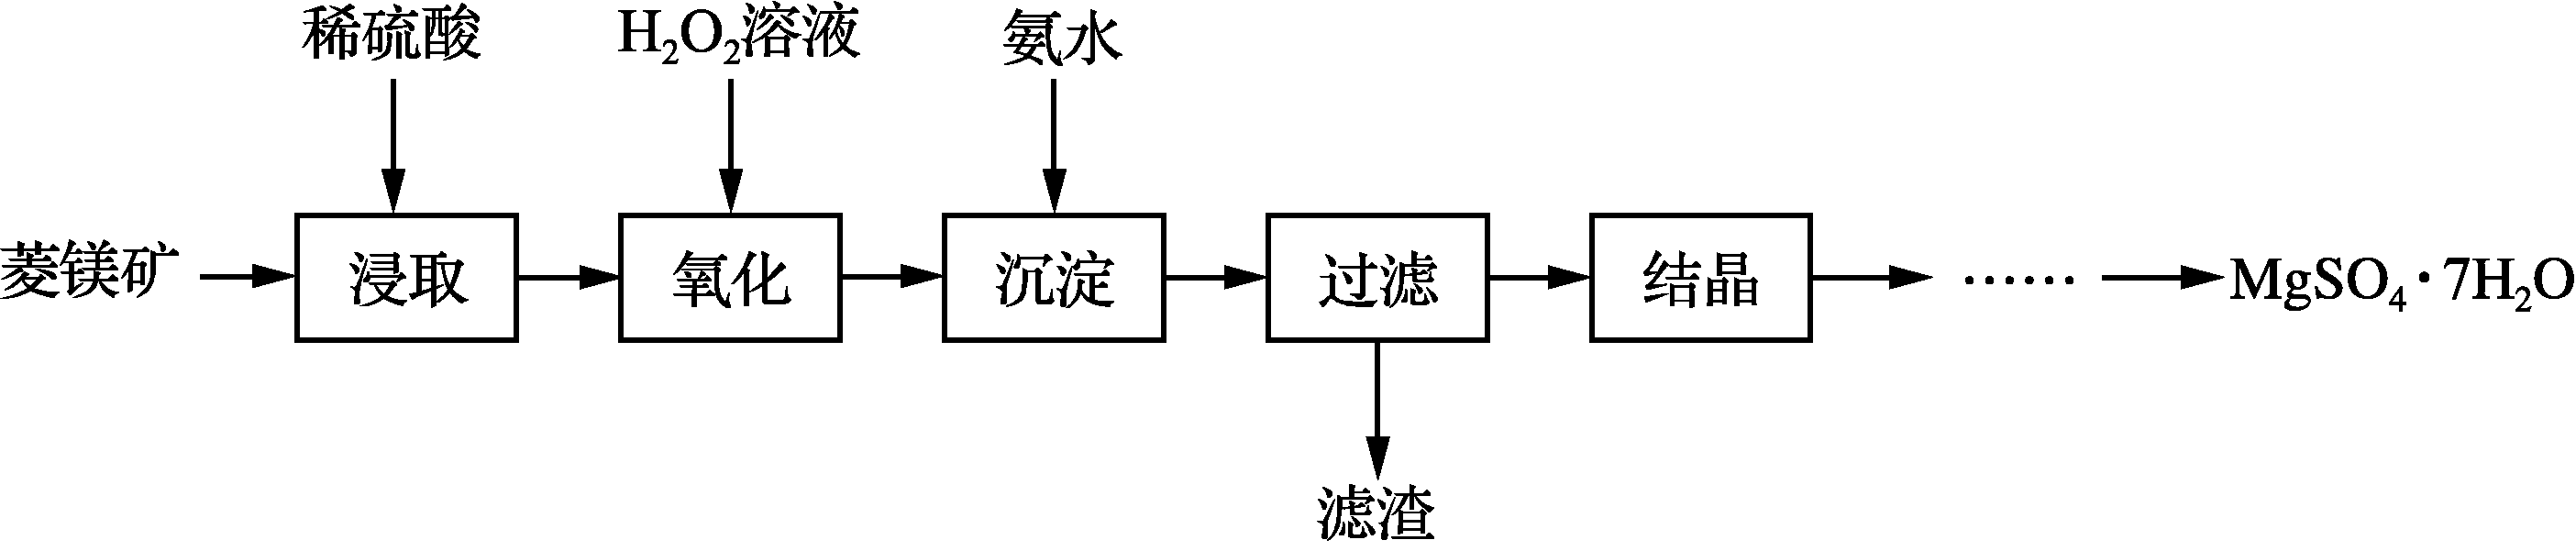 稀硫酸
H₂O₂溶液
氨水
菱镁矿
浸取
氧化
沉淀
过滤
结晶
……
MgSO₄·7H₂O
滤渣